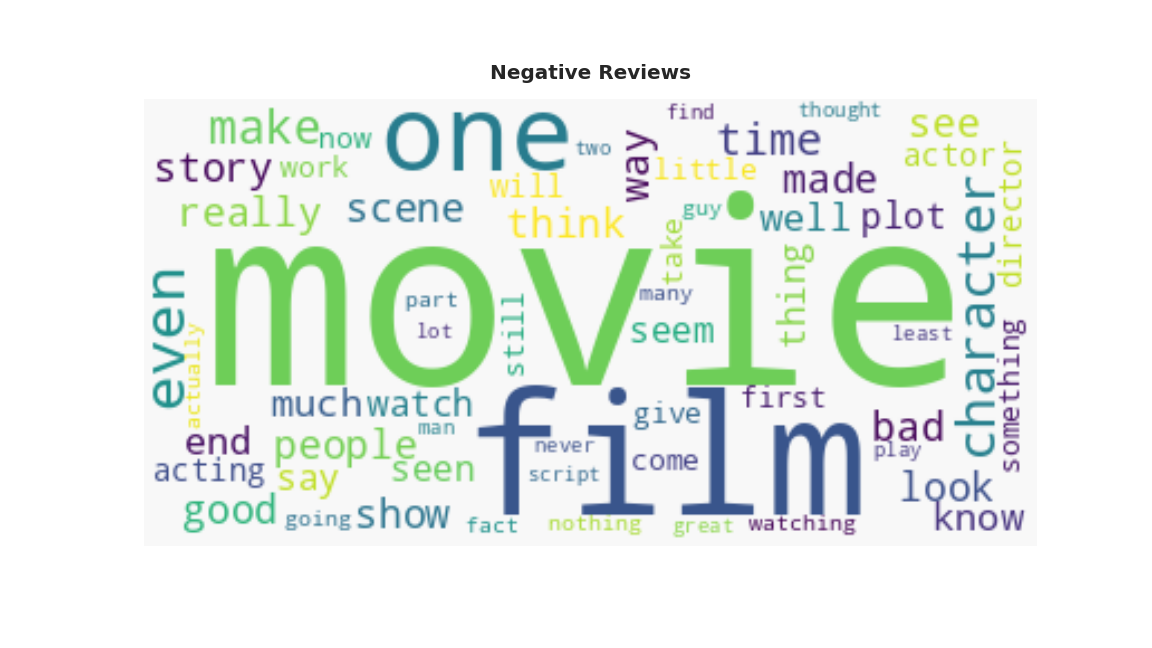 Negative Reviews
make
now
one
two
way
find
thought
time
see
actor
story
work
will
little
made
director
really
scene
think
guy
well
plot
character
take
movie
even
part
lot
still
many
seem
thing
least
actually
something
much
watch
film
give
first
bad
play
end
people
man
never
come
acting
say
seen
script
look
good
going
show
fact
nothing
great
watching
know